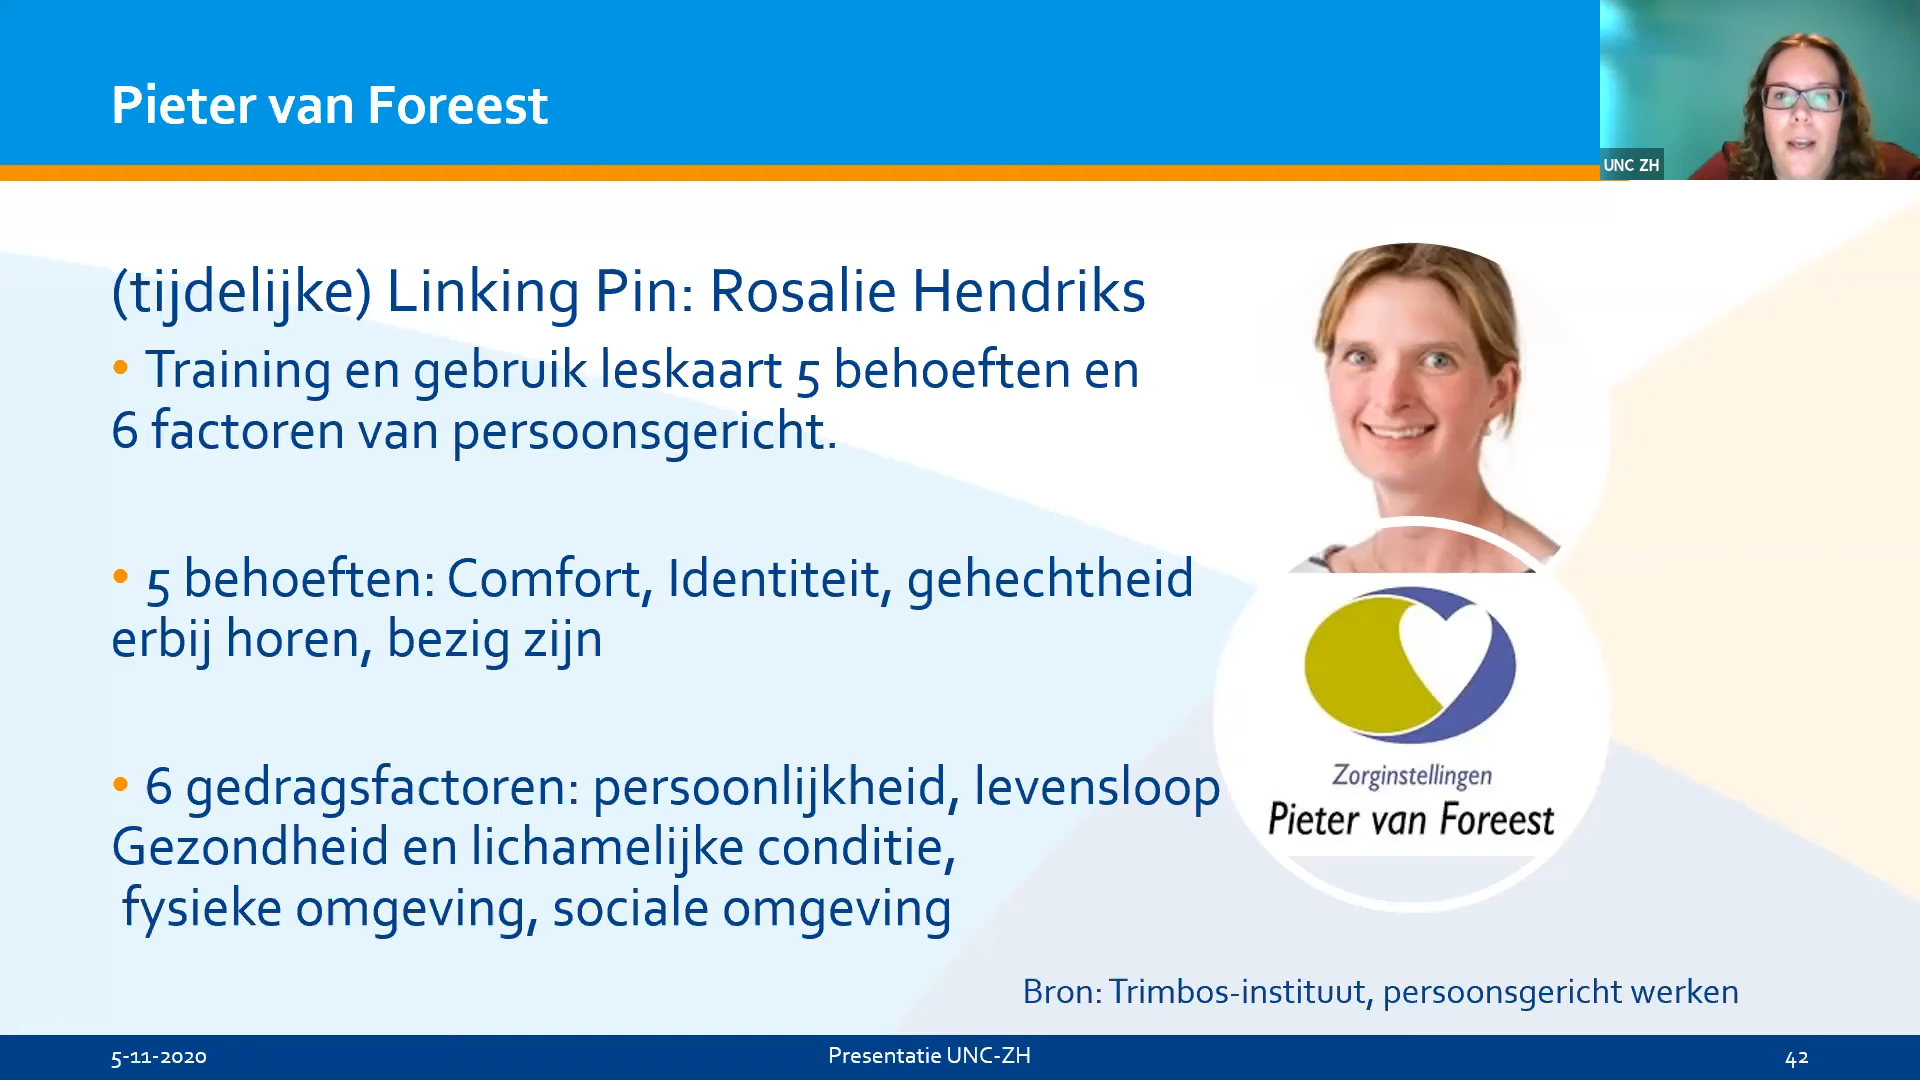 Pieter van Foreest
UNC ZH
(tijdelijke) Linking Pin: Rosalie Hendriks
• Training en gebruik leskaart 5 behoeften en
6 factoren van persoonsgericht.
• 5 behoeften: Comfort, Identiteit, gehechtheid
erbij horen, bezig zijn
• 6 gedragsfactoren: persoonlijkheid, levensloop
Gezondheid en lichamelijke conditie,
fysieke omgeving, sociale omgeving
Zorginstellingen
Pieter van Foreest
Bron: Trimbos-instituut, persoonsgericht werken
5-11-2020
Presentatie UNC-ZH
42